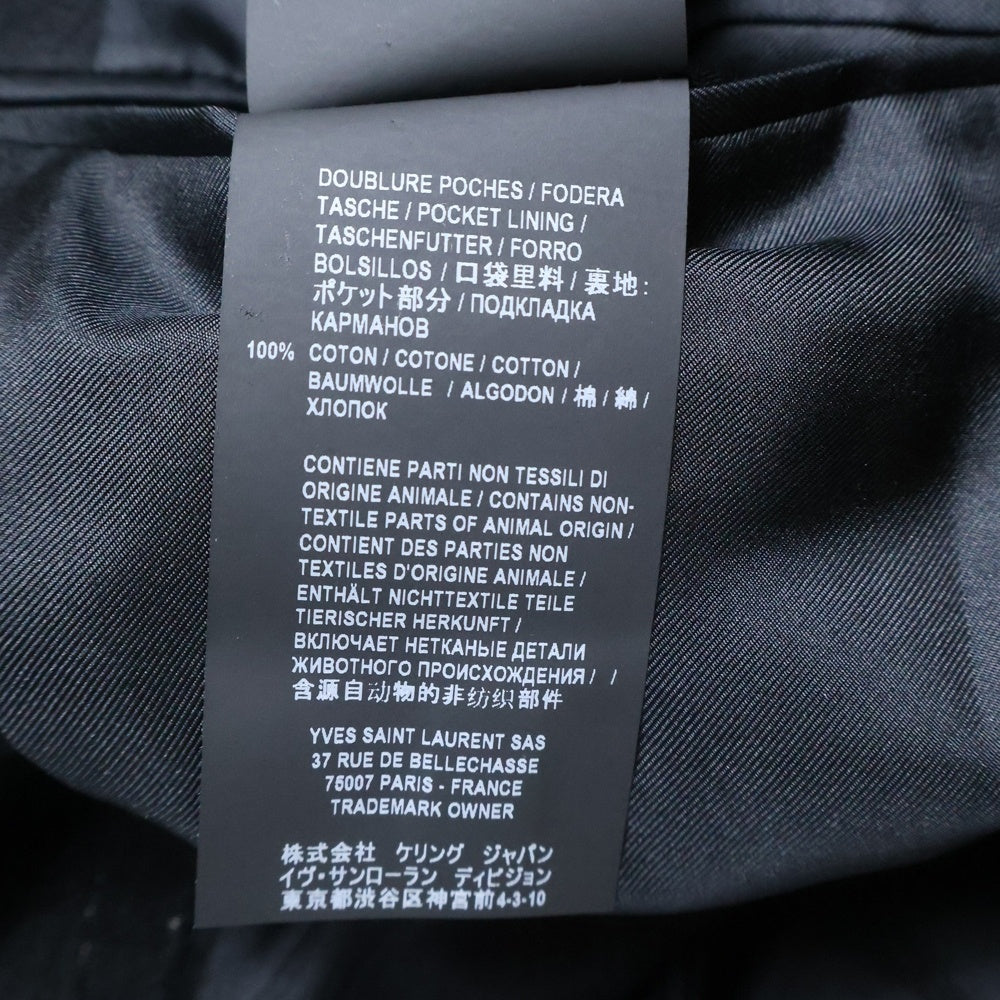 DOUBLURE POCHES / FODERA
TASCHE / POCKET LINING /
TASCHENFUTTER / FORRO
BOLSILLOS / 口袋里料 / 裏地:
ポケット部分 / ПОДКЛАДКА
КАРМАНОВ
100% COTON / COTONE / COTTON /
BAUMWOLLE / ALGODON / 棉 / 綿 /
ХЛОПОК
CONTIENE PARTI NON TESSILI DI
ORIGINE ANIMALE / CONTAINS NON-
TEXTILE PARTS OF ANIMAL ORIGIN /
CONTIENT DES PARTIES NON
TEXTILES D'ORIGINE ANIMALE /
ENTHÄLT NICHTTEXTILE TEILE
TIERISCHER HERKUNFT /
ВКЛЮЧАЕТ НЕТКАНЫЕ ДЕТАЛИ
ЖИВОТНОГО ПРОИСХОЖДЕНИЯ / /
含源自动物的非纺织部件
YVES SAINT LAURENT SAS
37 RUE DE BELLECHASSE
75007 PARIS - FRANCE
TRADEMARK OWNER
株式会社 ケリング ジャパン
イヴ・サンローラン ディビジョン
東京都渋谷区神宮前4-3-10